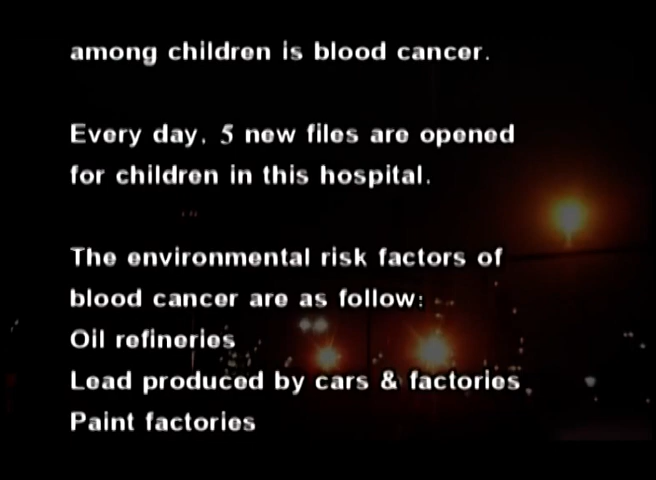 among children is blood cancer.
Every day, 5 new files are opened
for children in this hospital.
The environmental risk factors of
blood cancer are as follow:
Oil refineries
Lead produced by cars & factories
Paint factories